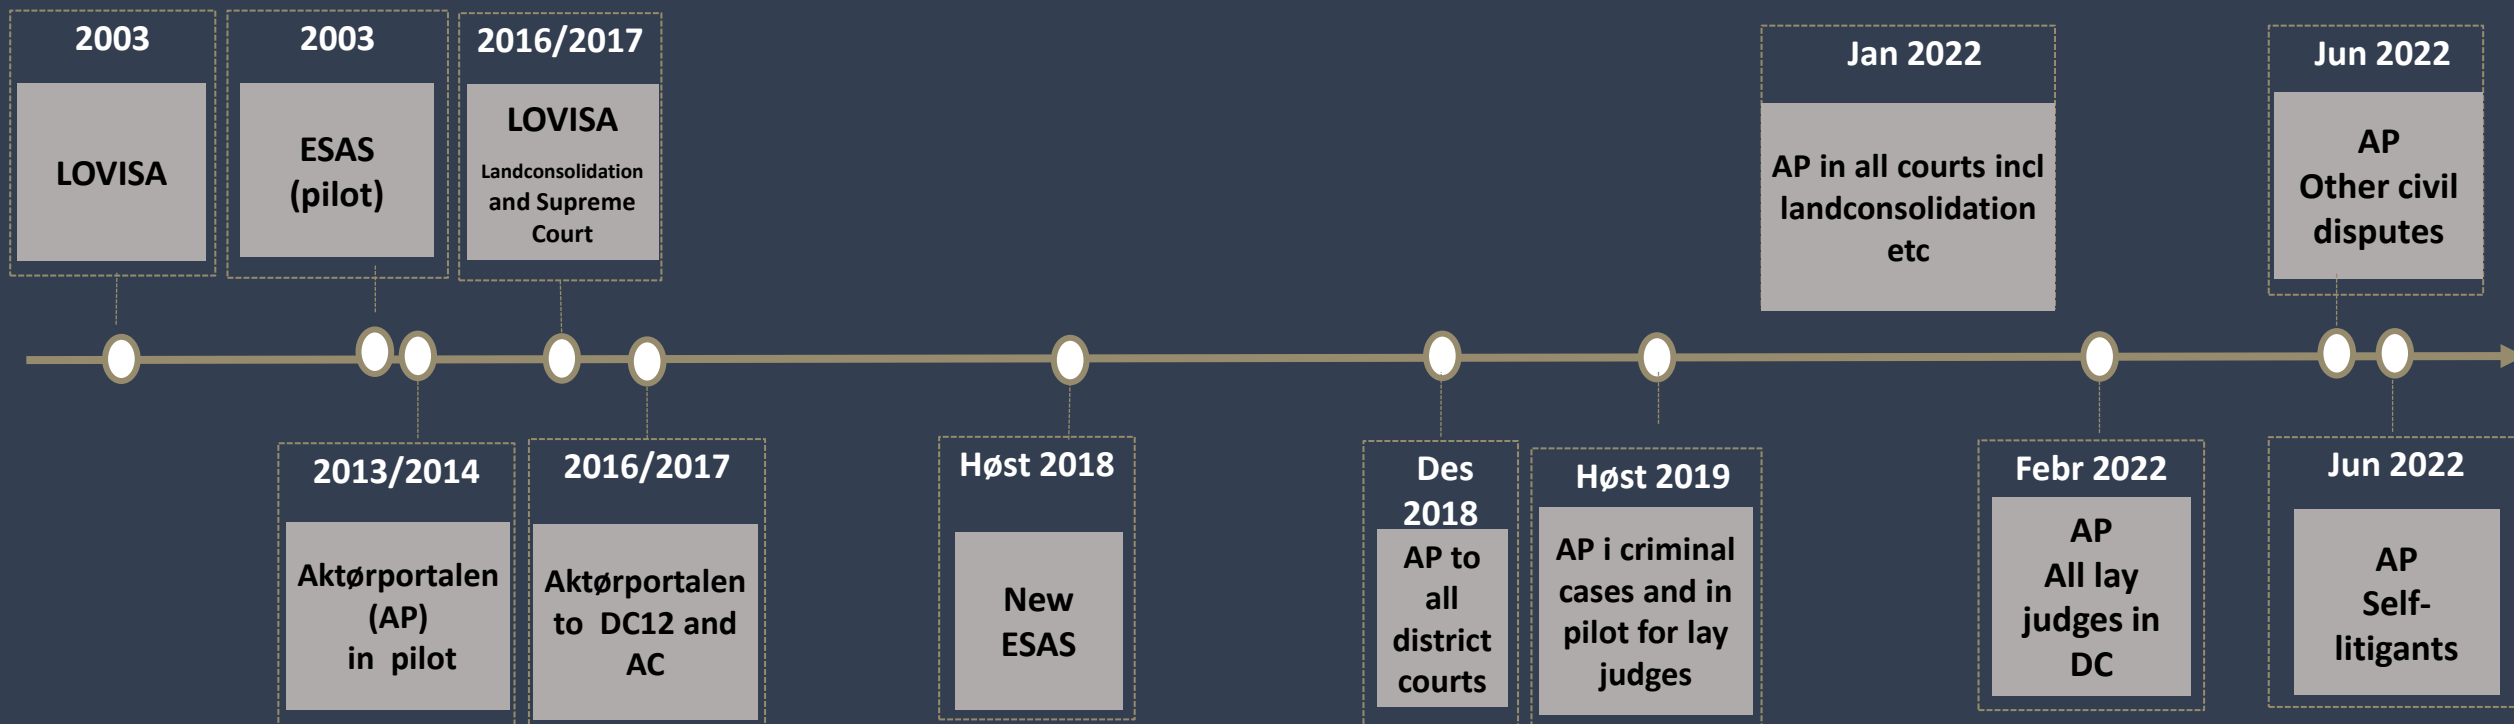 2003
LOVISA
2003
ESAS
(pilot)
2016/2017
LOVISA
Landconsolidation
and Supreme
Court
Jan 2022
AP in all courts incl
landconsolidation
etc
Jun 2022
AP
Other civil
disputes
2013/2014
Aktørportalen
(AP)
in pilot
2016/2017
Aktørportalen
to DC12 and
AC
Høst 2018
New
ESAS
Des
2018
AP to
all
district
courts
Høst 2019
AP i criminal
cases and in
pilot for lay
judges
Febr 2022
AP
All lay
judges in
DC
Jun 2022
AP
Self-
litigants